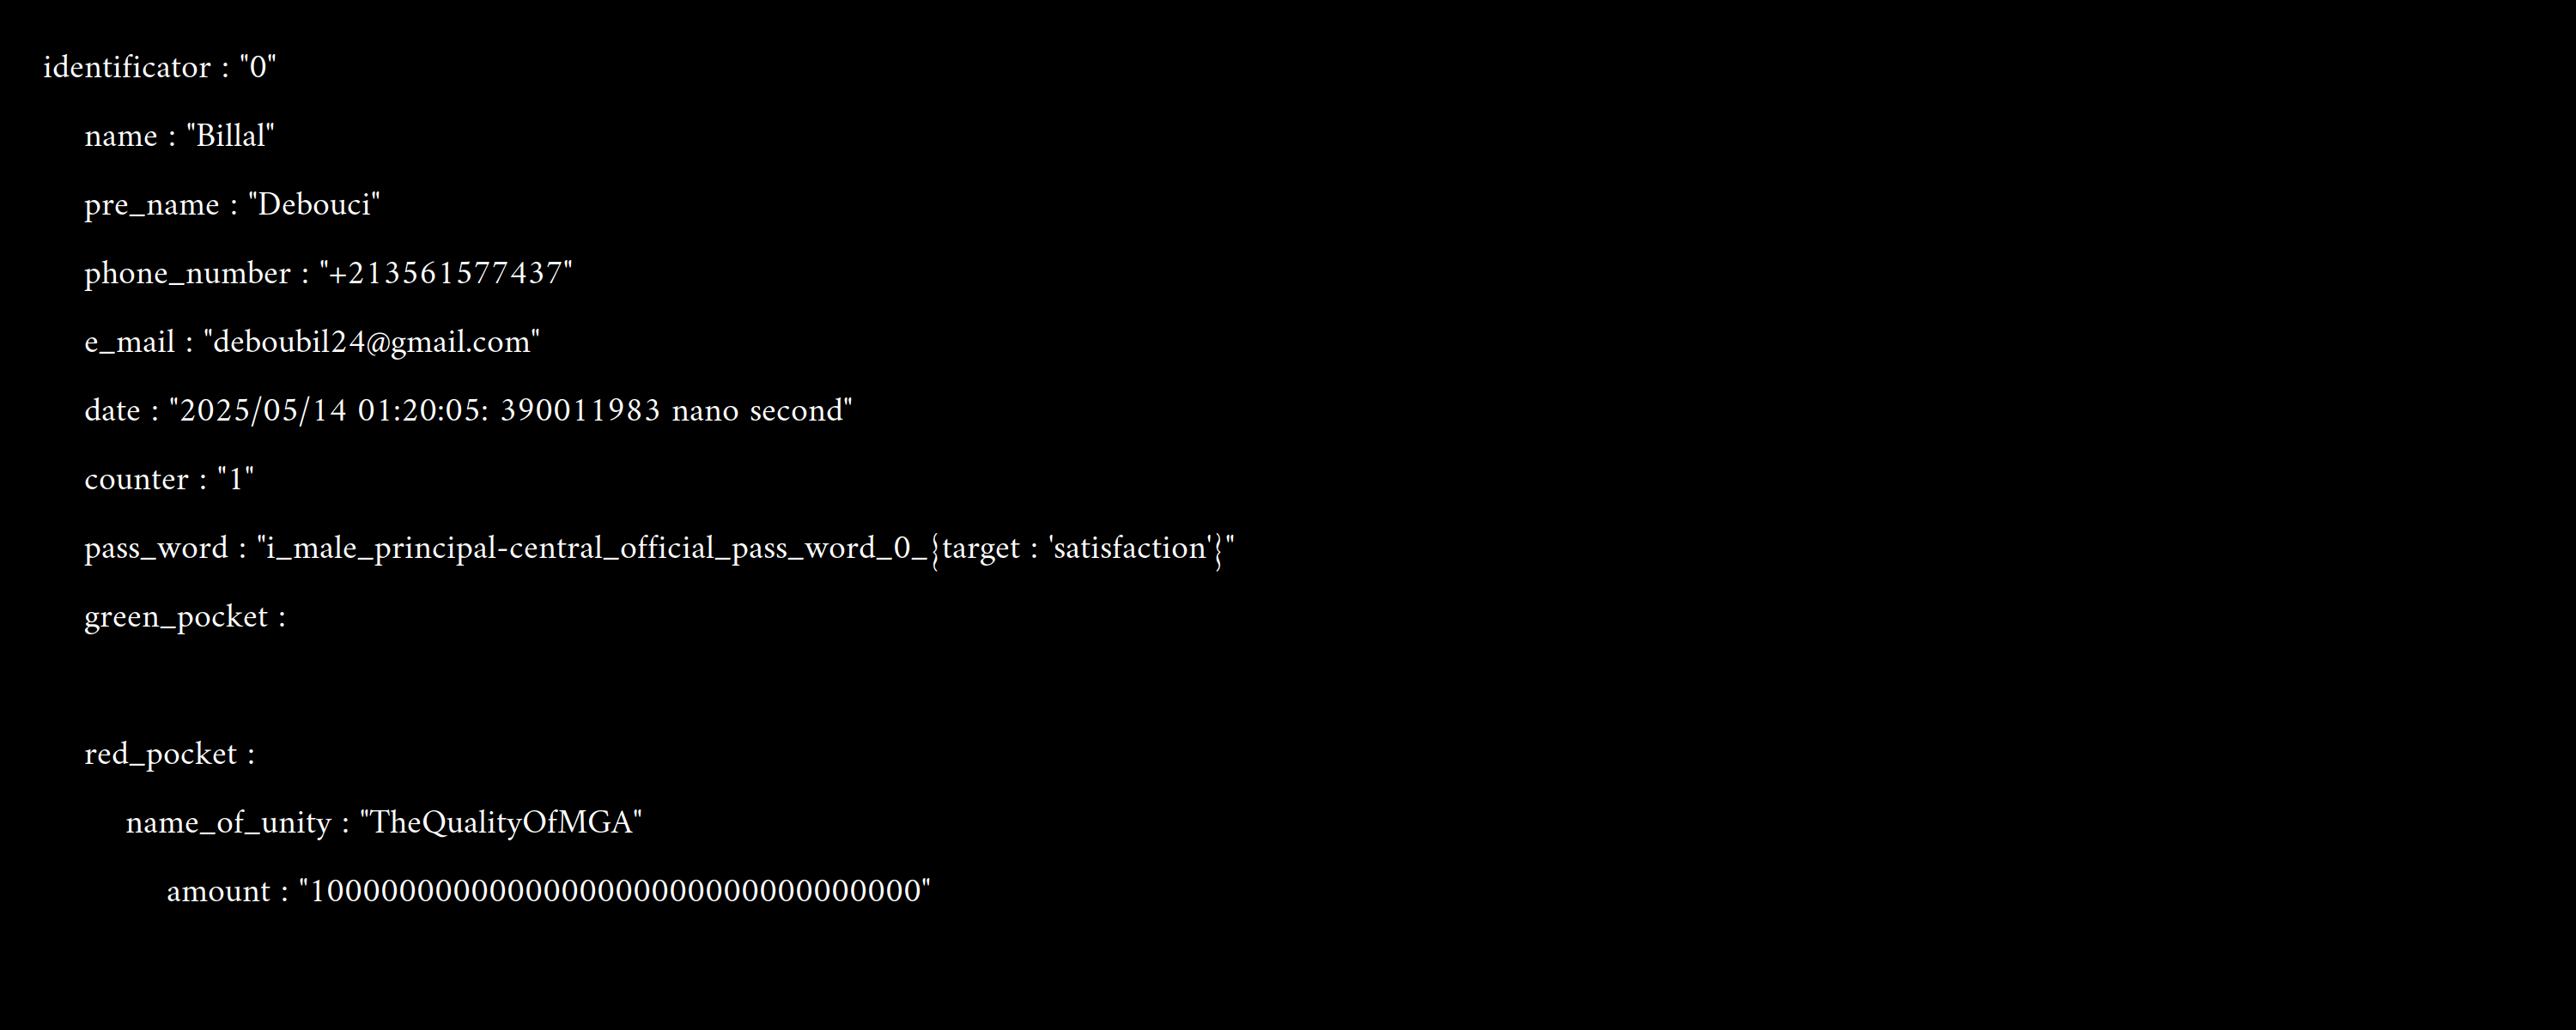 identificator : "0"
name : "Billal"
pre_name : "Debouci"
phone_number : "+213561577437"
e_mail : "deboubil24@gmail.com"
date : "2025/05/14 01:20:05: 390011983 nano second"
counter : "1"
pass_word : "i_male_principal-central_official_pass_word_0_{target : 'satisfaction'}"
green_pocket :
red_pocket :
name_of_unity : "TheQualityOfMGA"
amount : "1000000000000000000000000000000000"